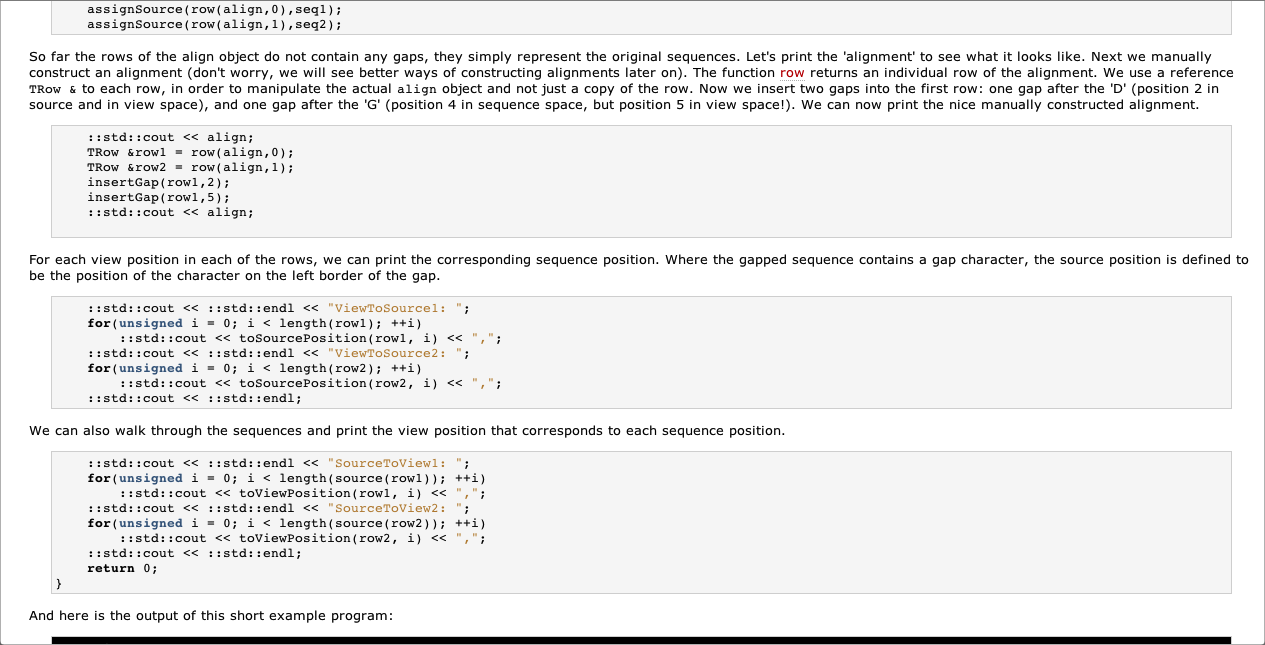 assignSource(row(align,0),seq1);
assignSource(row(align,1),seq2);
So far the rows of the align object do not contain any gaps, they simply represent the original sequences. Let's print the 'alignment' to see what it looks like. Next we manually
construct an alignment (don't worry, we will see better ways of constructing alignments later on). The function row returns an individual row of the alignment. We use a reference
TRow & to each row, in order to manipulate the actual align object and not just a copy of the row. Now we insert two gaps into the first row: one gap after the 'D' (position 2 in
source and in view space), and one gap after the 'G' (position 4 in sequence space, but position 5 in view space!). We can now print the nice manually constructed alignment.
::std::cout << align;
TRow &row1 = row(align,0);
TRow &row2 = row(align,1);
insertGap(row1,2);
insertGap(row1,5);
::std::cout << align;
For each view position in each of the rows, we can print the corresponding sequence position. Where the gapped sequence contains a gap character, the source position is defined to
be the position of the character on the left border of the gap.
::std::cout << ::std::endl << "ViewToSource1: ";
for(unsigned i = 0; i < length(row1); ++i)
::std::cout << toSourcePosition(row1, i) << ",";
::std::cout << ::std::endl << "ViewToSource2: ";
for(unsigned i = 0; i < length(row2); ++i)
::std::cout << toSourcePosition(row2, i) << ",";
::std::cout << ::std::endl;
We can also walk through the sequences and print the view position that corresponds to each sequence position.
::std::cout << ::std::endl << "SourceToView1: ";
for(unsigned i = 0; i < length(source(row1)); ++i)
::std::cout << toViewPosition(row1, i) << ",";
::std::cout << ::std::endl << "SourceToView2: ";
for(unsigned i = 0; i < length(source(row2)); ++i)
::std::cout << toViewPosition(row2, i) << ",";
::std::cout << ::std::endl;
return 0;
}
And here is the output of this short example program: